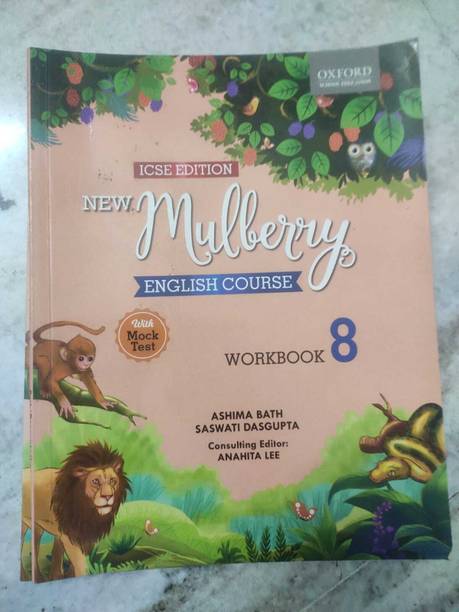 OXFORD
ICSE EDITION
NEW
Mulberry
ENGLISH COURSE
With
Mock
Test
WORKBOOK 8
ASHIMA BATH
SASWATI DASGUPTA
Consulting Editor:
ANAHITA LEE